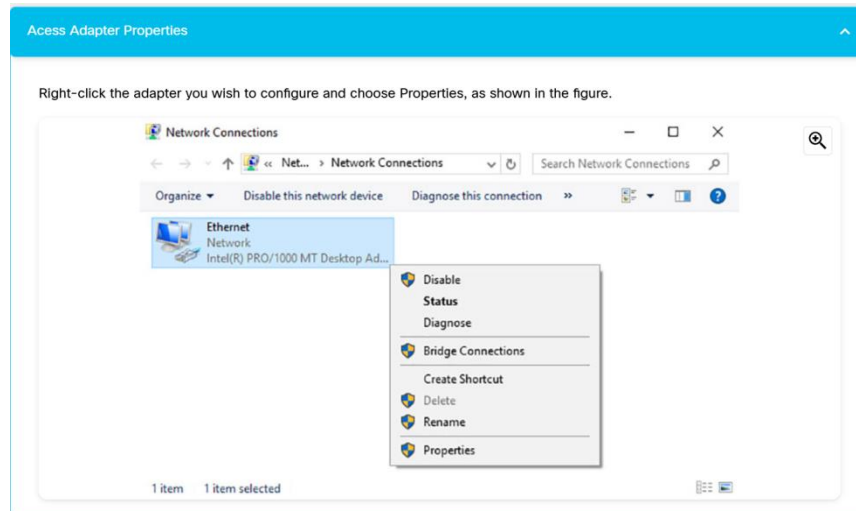 Acess Adapter Properties
Right-click the adapter you wish to configure and choose Properties, as shown in the figure.
Network Connections
« Net... › Network Connections
Search Network Connections
Organize
Disable this network device
Diagnose this connection
»
Ethernet
Network
Intel(R) PRO/1000 MT Desktop Ad...
Disable
Status
Diagnose
Bridge Connections
Create Shortcut
Delete
Rename
Properties
1 item
1 item selected